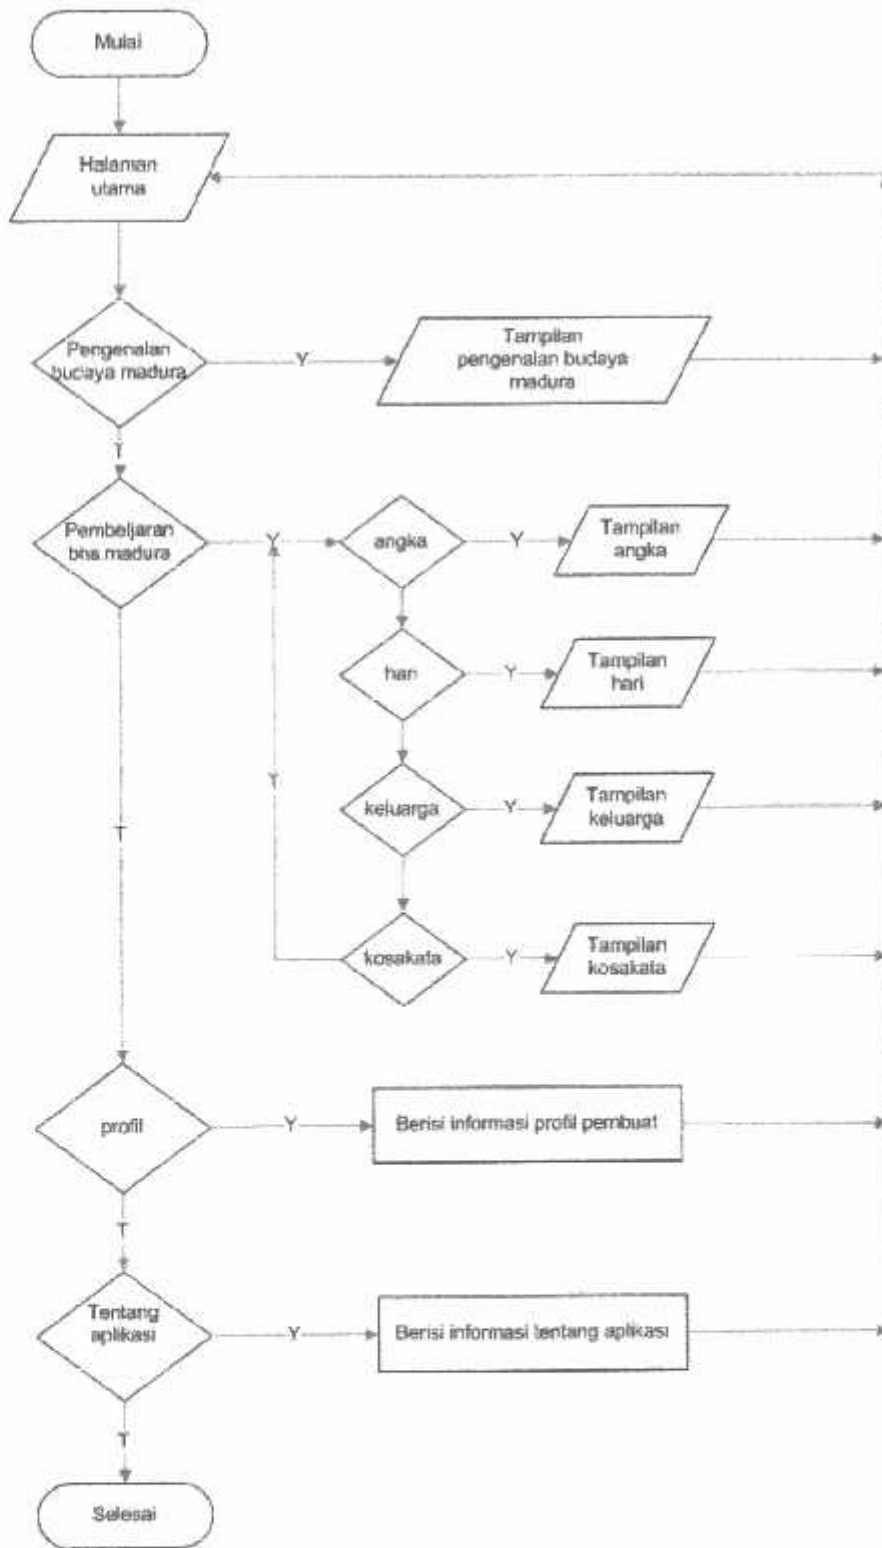 Mulai
Halaman
utama
Pengenalan
budaya madura
Y
Tampilan
pengenalan budaya
madura
T
Pembeljaran
bhs.madura
Y
angka
Y
Tampilan
angka
hari
Y
Tampilan
hari
Y
keluarga
Y
Tampilan
keluarga
T
kosakata
Y
Tampilan
kosakata
profil
Y
Berisi informasi profil pembuat
T
Tentang
aplikasi
Y
Berisi informasi tentang aplikasi
T
Selesai